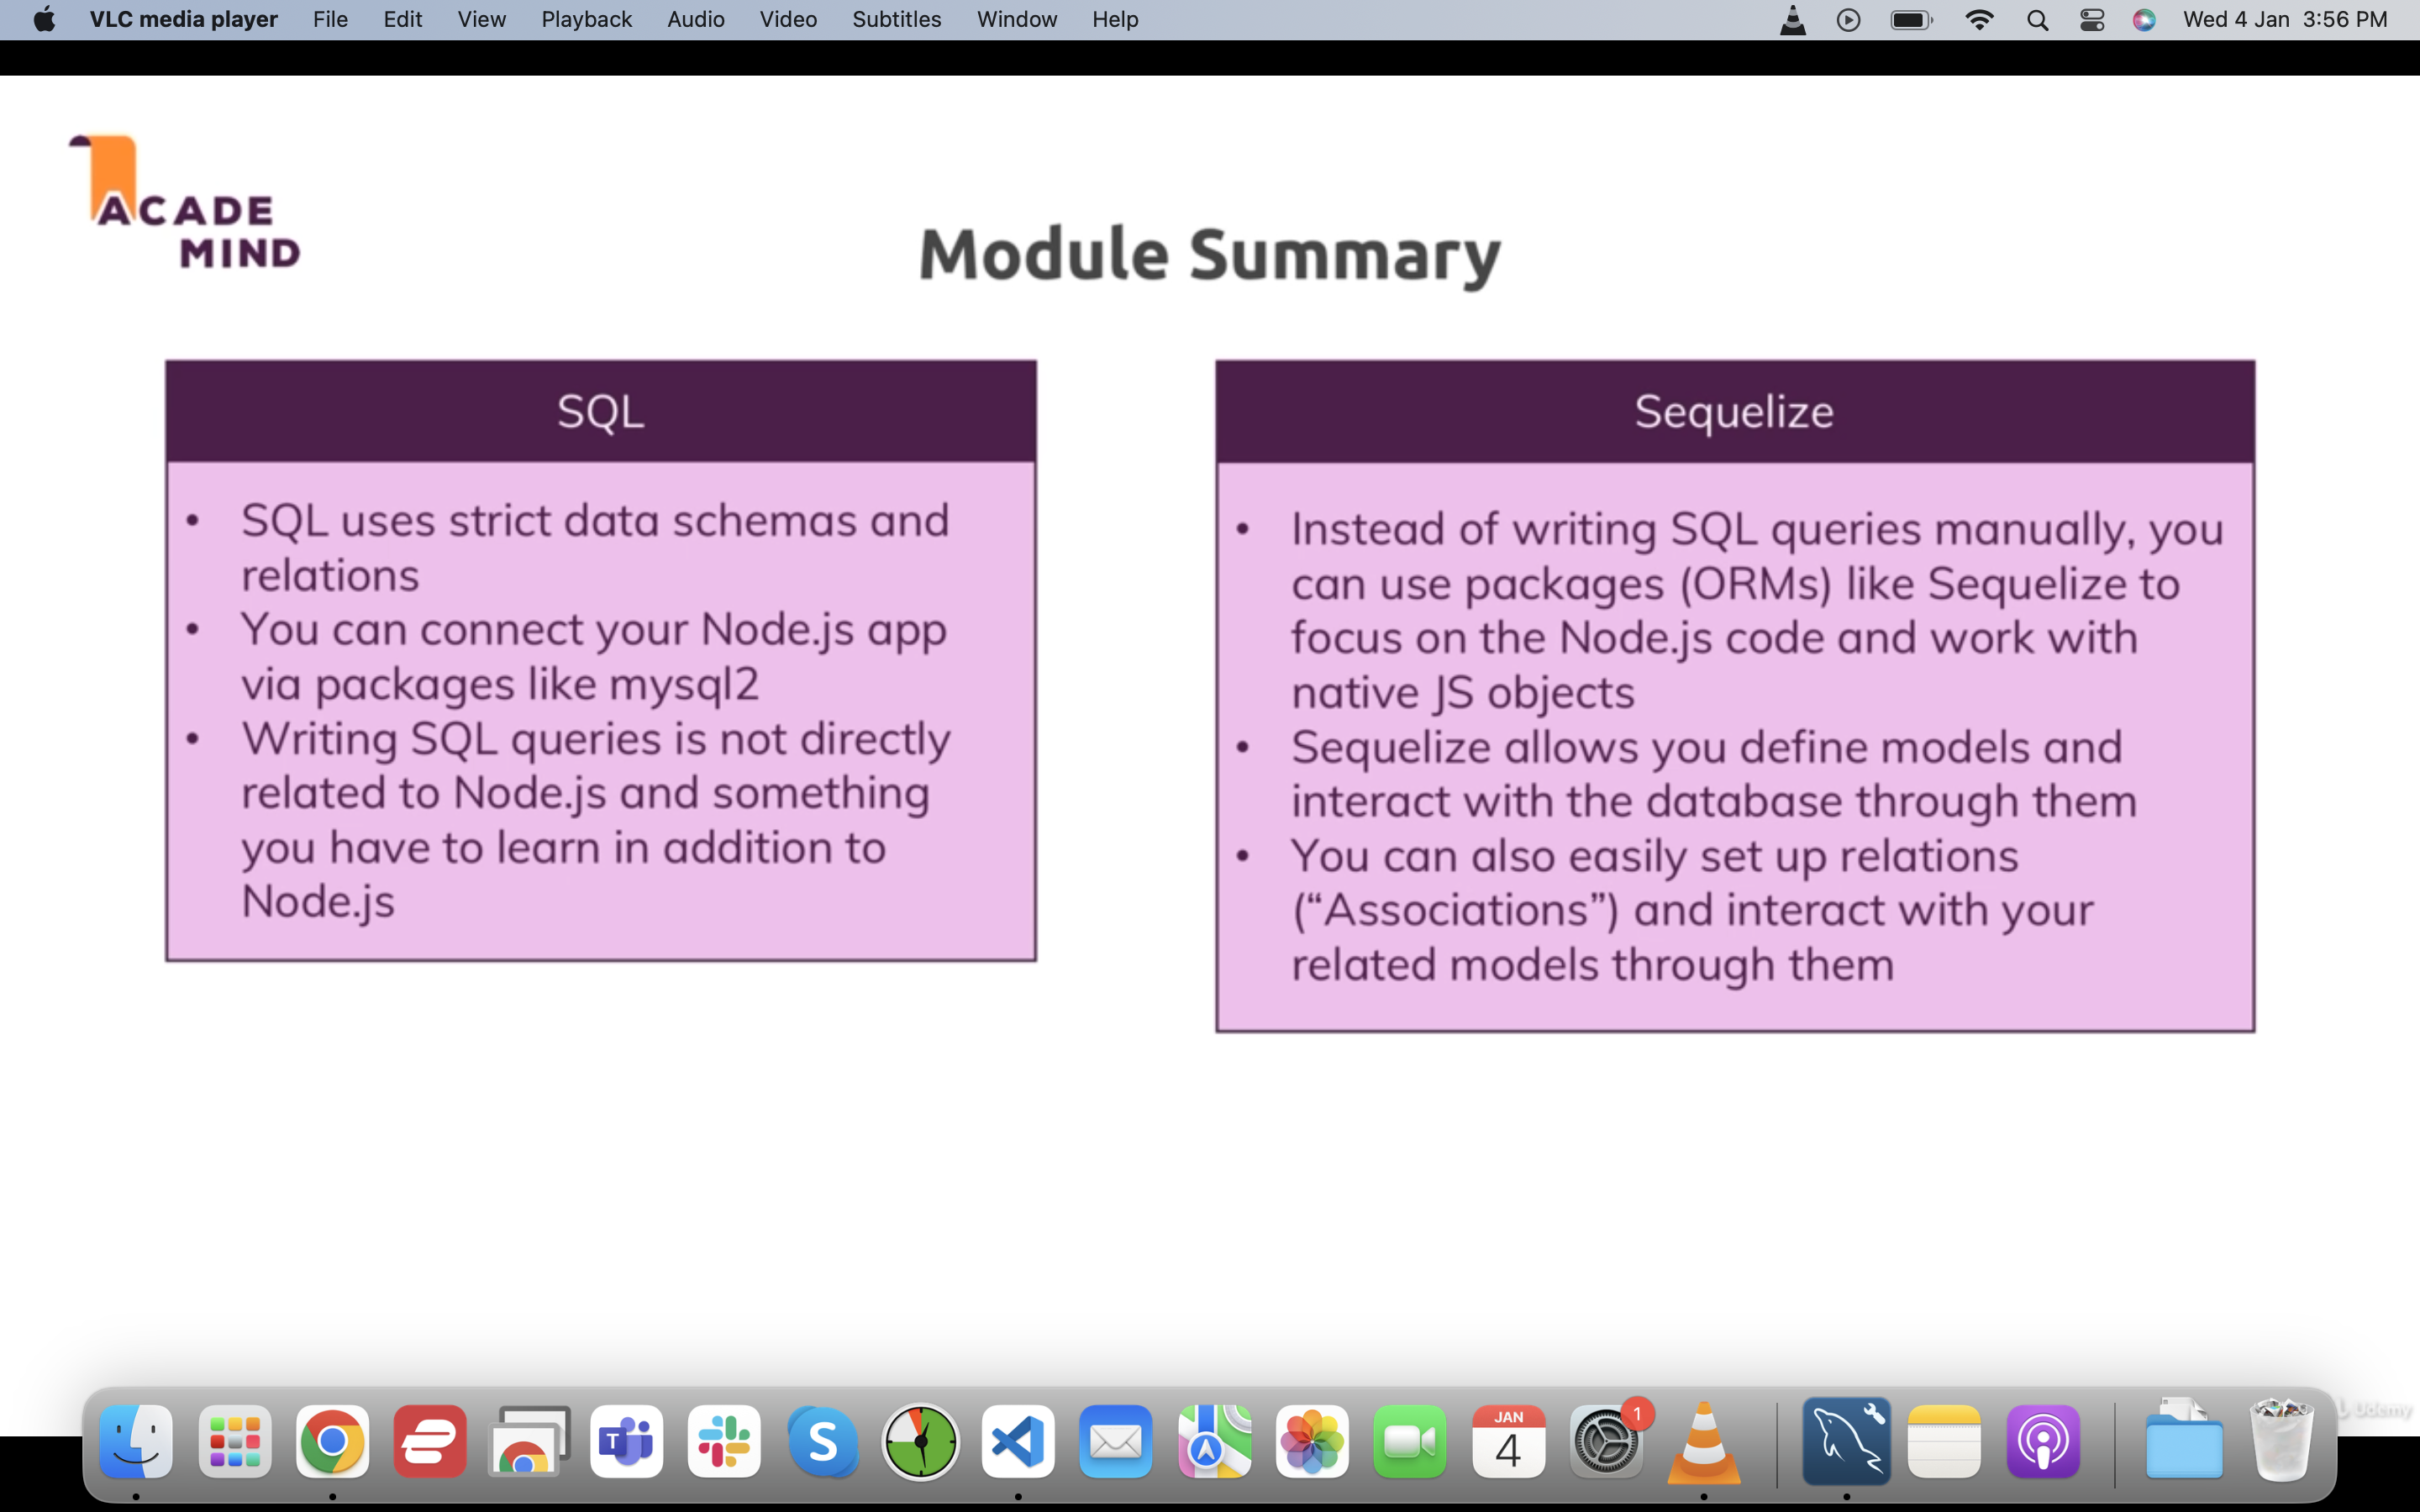 VLC media player File Edit View Playback Audio Video Subtitles Window Help Wed 4 Jan 3:56 PM
ACADE
MIND
Module Summary
SQL
• SQL uses strict data schemas and
relations
• You can connect your Node.js app
via packages like mysql2
• Writing SQL queries is not directly
related to Node.js and something
you have to learn in addition to
Node.js
Sequelize
• Instead of writing SQL queries manually, you
can use packages (ORMs) like Sequelize to
focus on the Node.js code and work with
native JS objects
• Sequelize allows you define models and
interact with the database through them
• You can also easily set up relations
(“Associations”) and interact with your
related models through them
T
S
JAN
4
1
Udemy